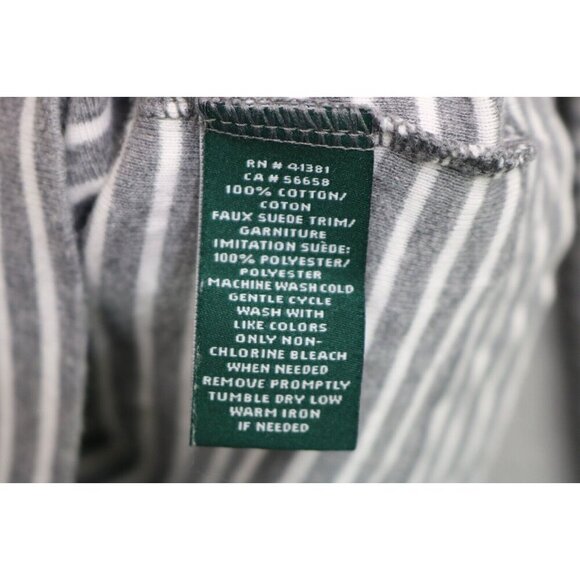 RN # 41381
CA # 56658
100% COTTON/
COTON
FAUX SUEDE TRIM/
GARNITURE
IMITATION SUÈDE:
100% POLYESTER/
POLYESTER
MACHINE WASH COLD
GENTLE CYCLE
WASH WITH
LIKE COLORS
ONLY NON-
CHLORINE BLEACH
WHEN NEEDED
REMOVE PROMPTLY
TUMBLE DRY LOW
WARM IRON
IF NEEDED